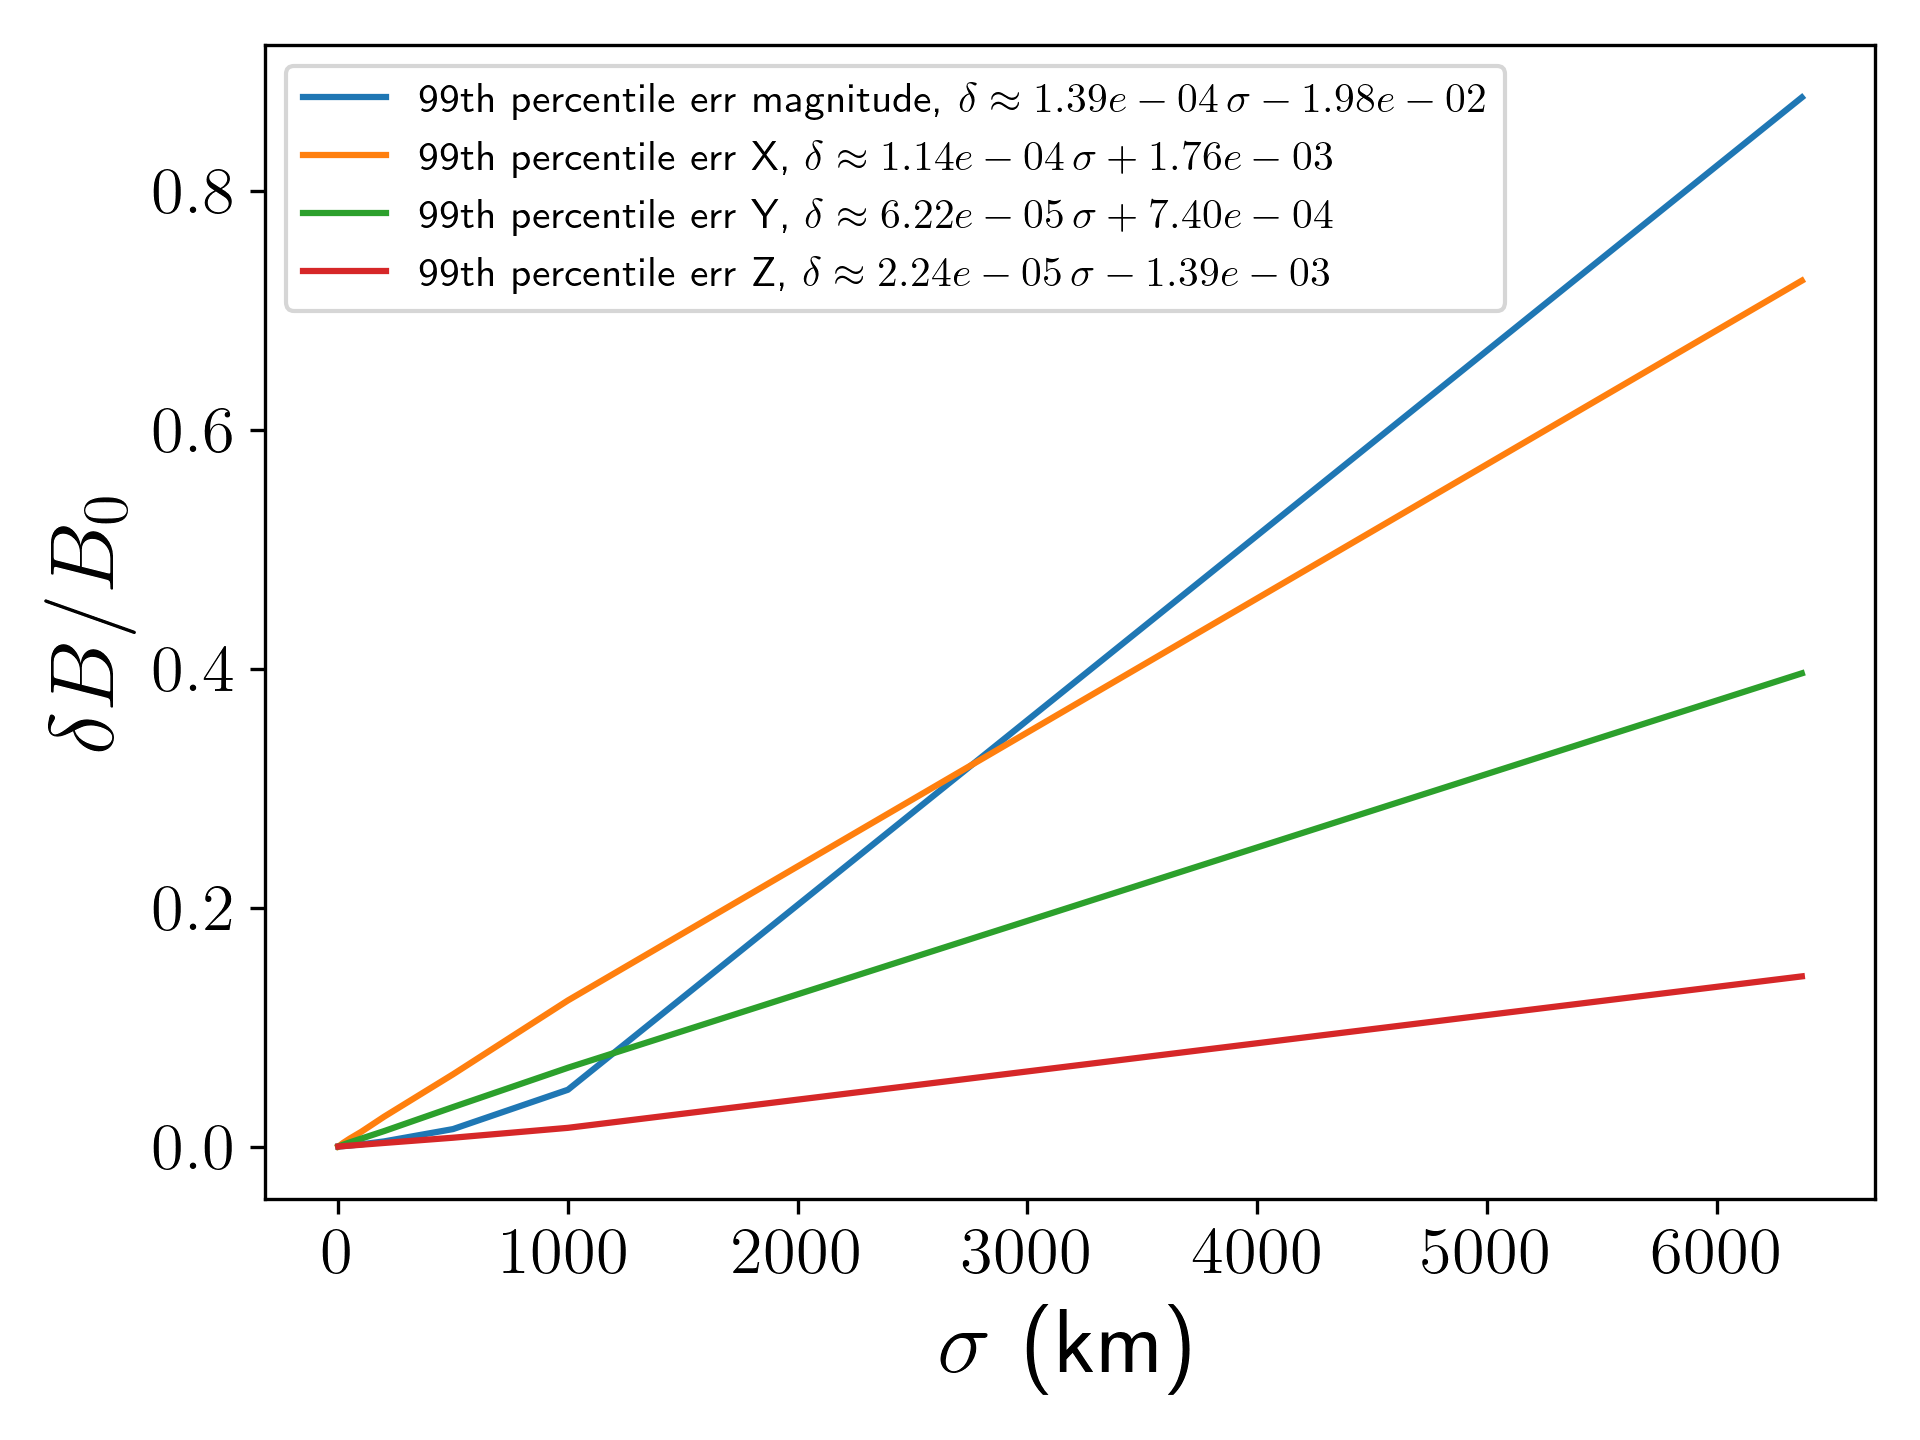 99th percentile err magnitude, δ ≈ 1.39e − 04 σ − 1.98e − 02
99th percentile err X, δ ≈ 1.14e − 04 σ + 1.76e − 03
99th percentile err Y, δ ≈ 6.22e − 05 σ + 7.40e − 04
99th percentile err Z, δ ≈ 2.24e − 05 σ − 1.39e − 03
0.8
0.6
0.4
0.2
0.0
δB/B₀
0 1000 2000 3000 4000 5000 6000
σ (km)